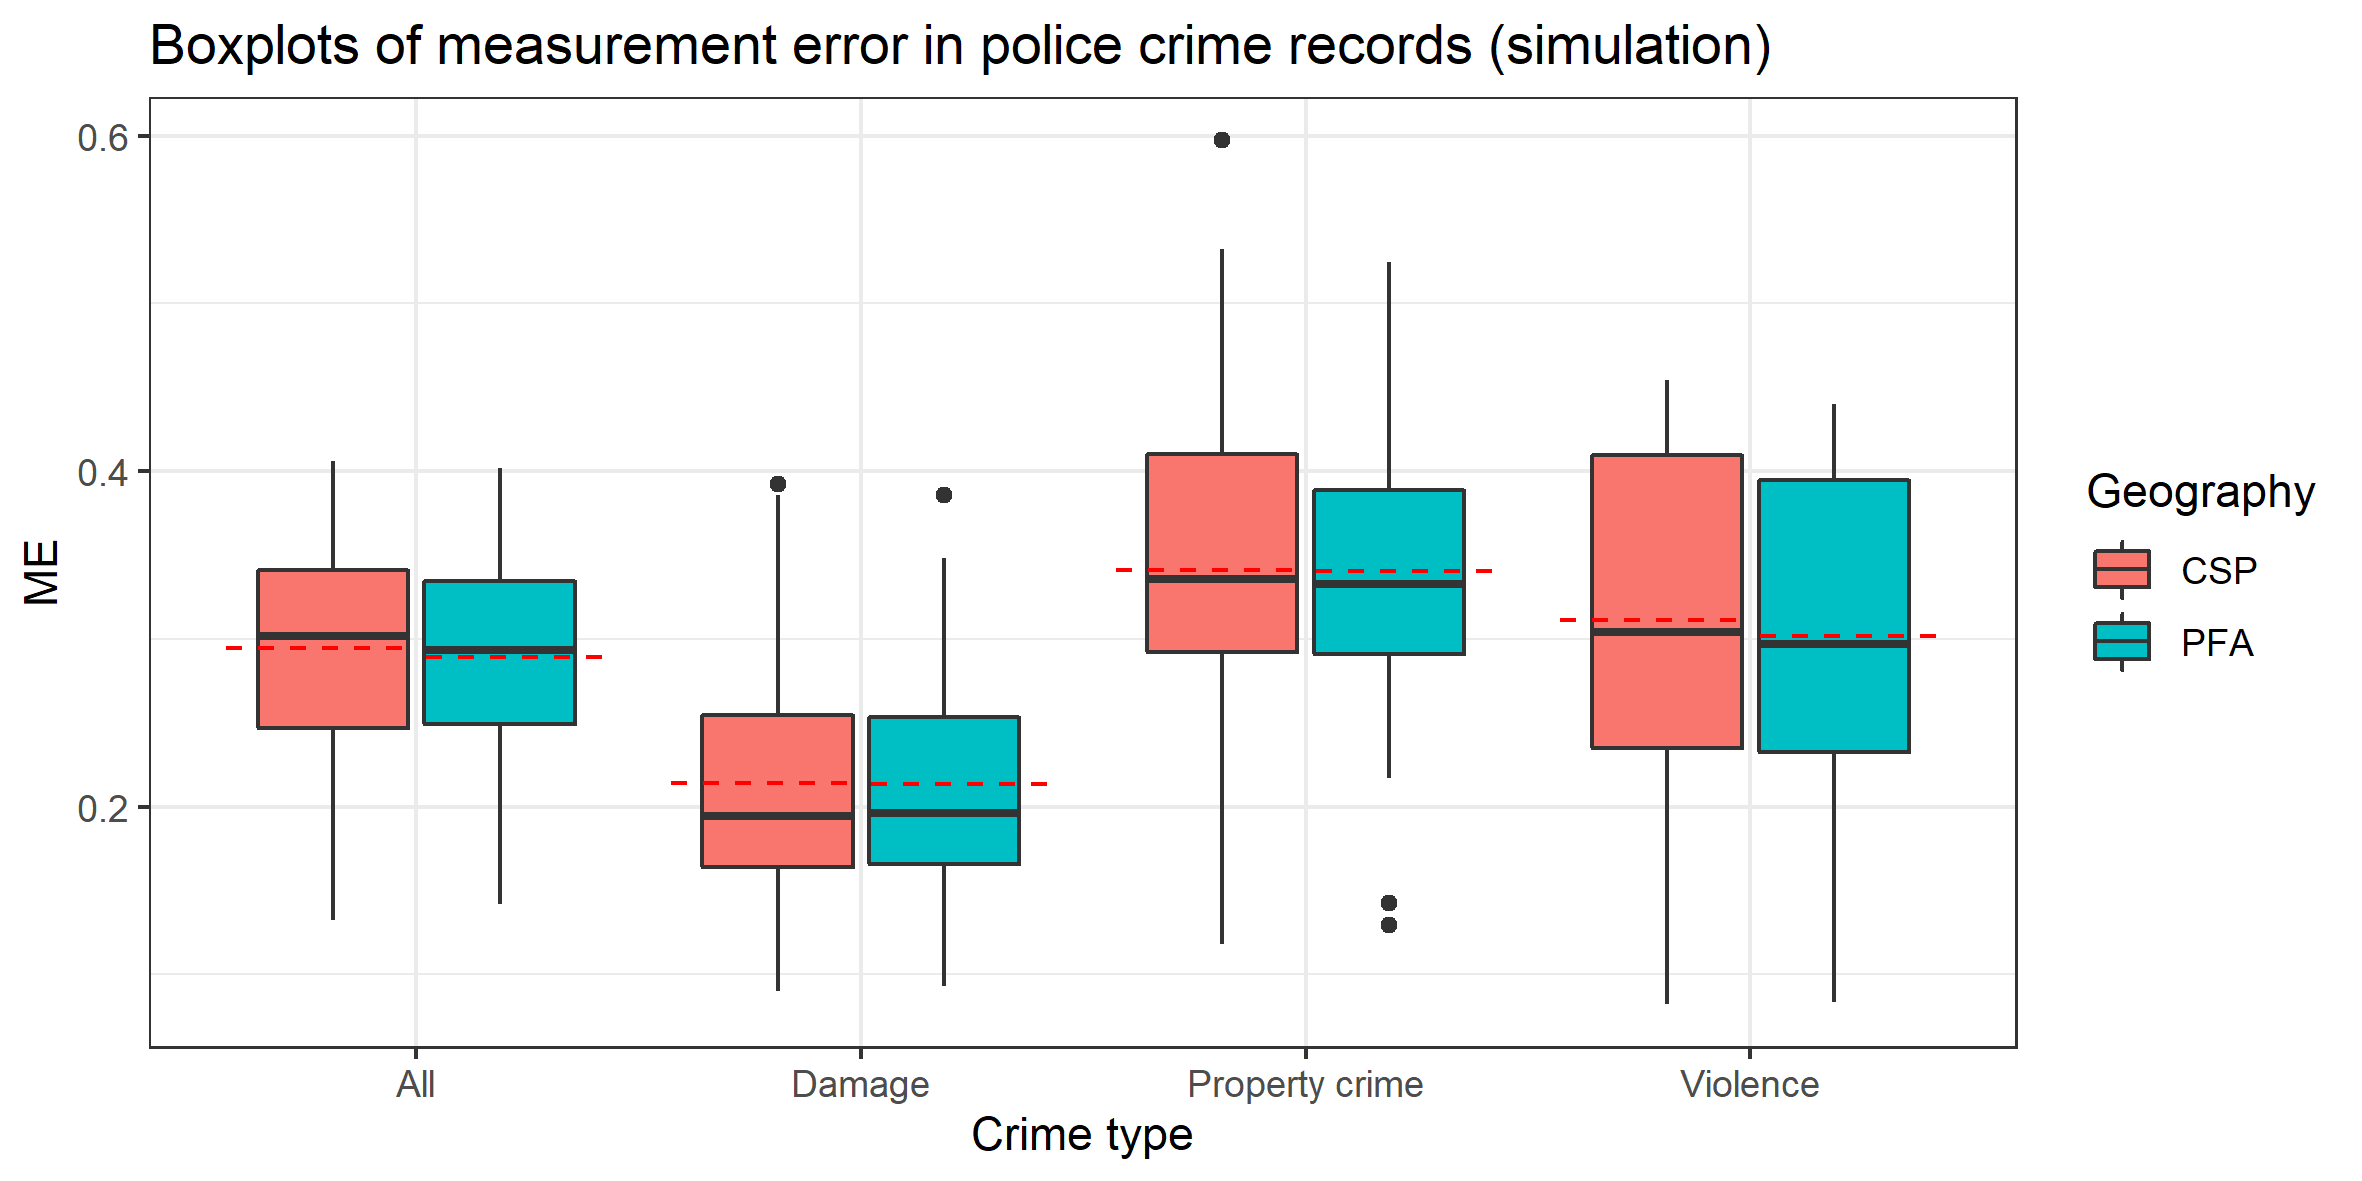 Boxplots of measurement error in police crime records (simulation)
0.6
0.4
0.2
ME
All
Damage
Property crime
Violence
Crime type
Geography
CSP
PFA